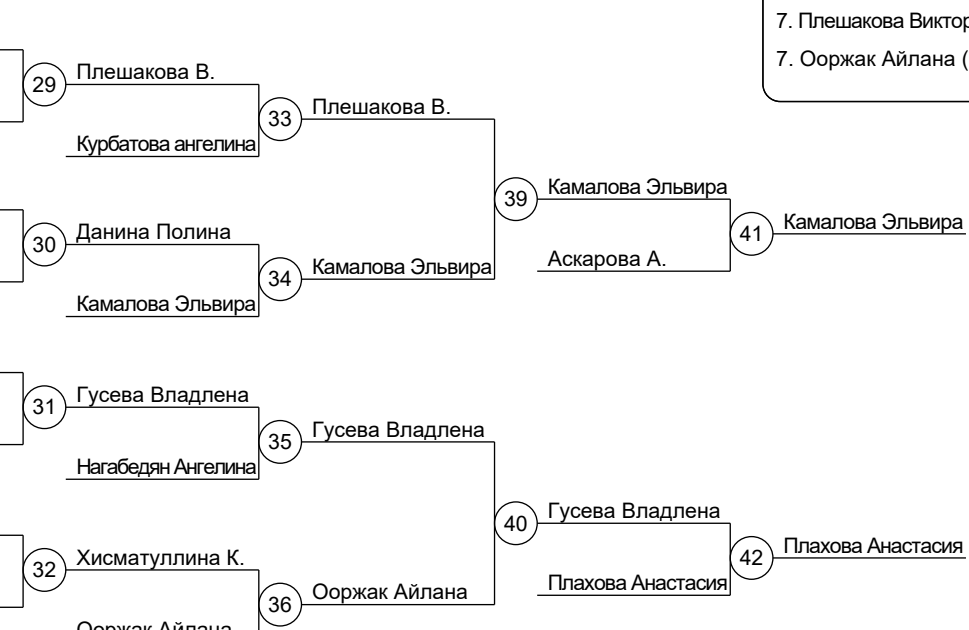 7. Плешакова
7. Ооржак Айлана (
29
Плешакова В.
33
Плешакова В.
Курбатова ангелина
39
Камалова Эльвира
41
Камалова Эльвира
30
Данина Полина
34
Камалова Эльвира
Аскарова А.
Камалова Эльвира
31
Гусева Владлена
35
Гусева Владлена
Нагабедян Ангелина
40
Гусева Владлена
42
Плахова Анастасия
32
Хисматуллина К.
36
Ооржак Айлана
Плахова Анастасия
Ооржак Айлана